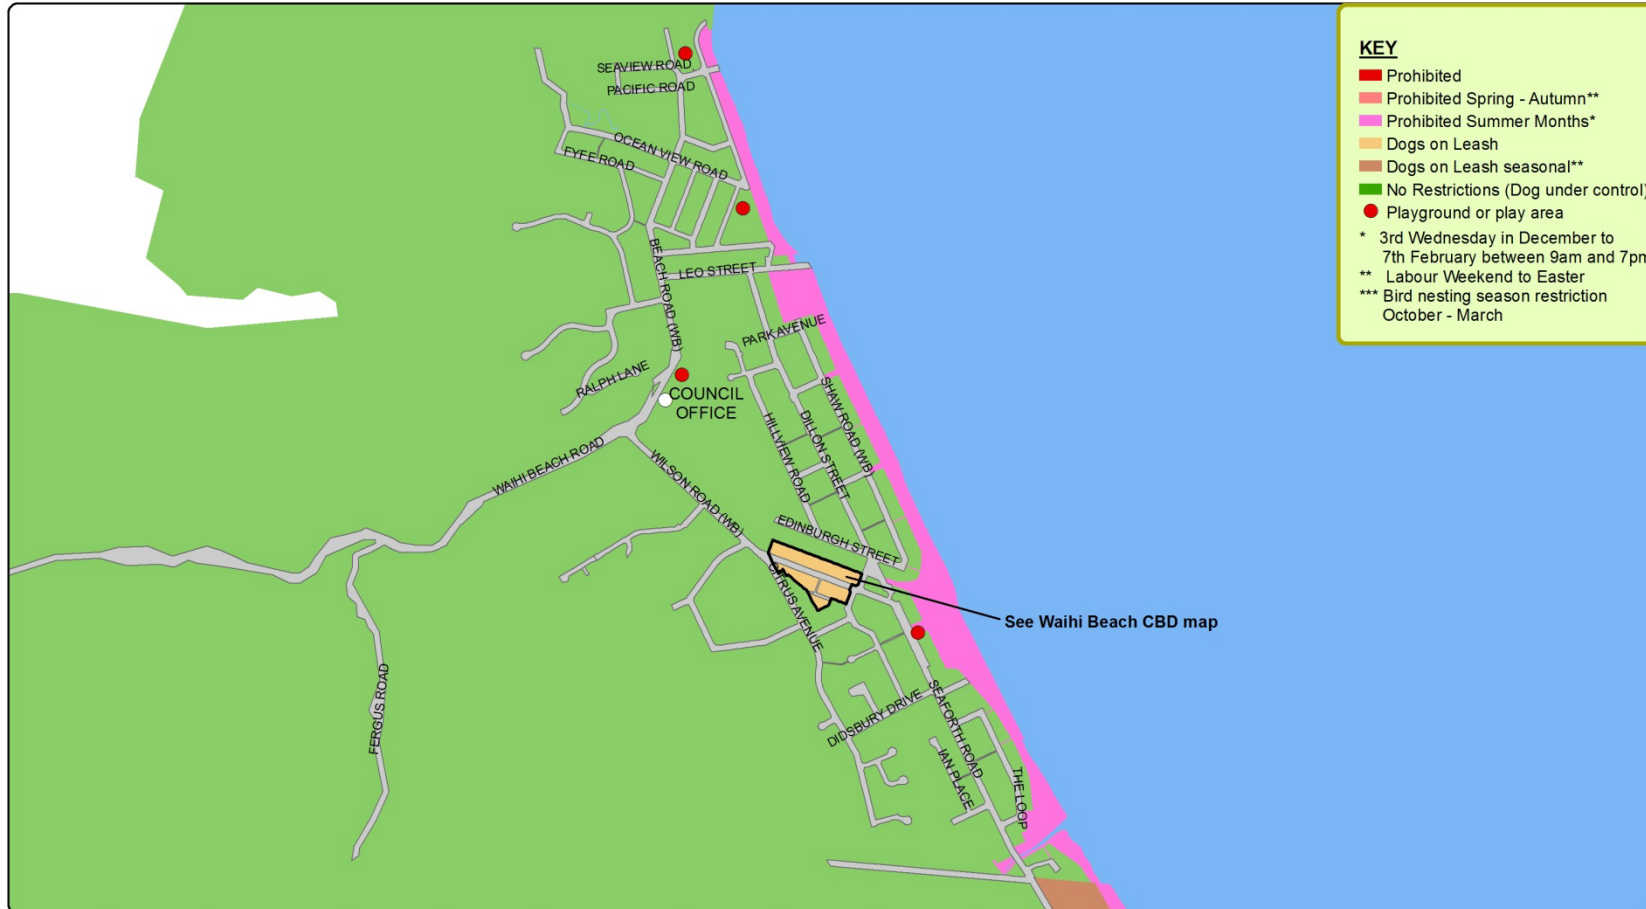 KEY
Prohibited
Prohibited Spring - Autumn**
Prohibited Summer Months*
Dogs on Leash
Dogs on Leash seasonal**
No Restrictions (Dog under control)
Playground or play area
* 3rd Wednesday in December to
7th February between 9am and 7pm
** Labour Weekend to Easter
*** Bird nesting season restriction
October - March
SEAVIEW ROAD
PACIFIC ROAD
OCEAN VIEW ROAD
FYFE ROAD
BEACH ROAD (WB)
LEO STREET
PARK AVENUE
RALPH LANE
COUNCIL
OFFICE
SHAW ROAD (WB)
DILLON STREET
HILLVIEW ROAD
WAIHI BEACH ROAD
WILSON ROAD (WB)
EDINBURGH STREET
CITRUS AVENUE
See Waihi Beach CBD map
FERGUS ROAD
DIDSBURY DRIVE
SEAFORTH ROAD
IAN PLACE
THE LOOP